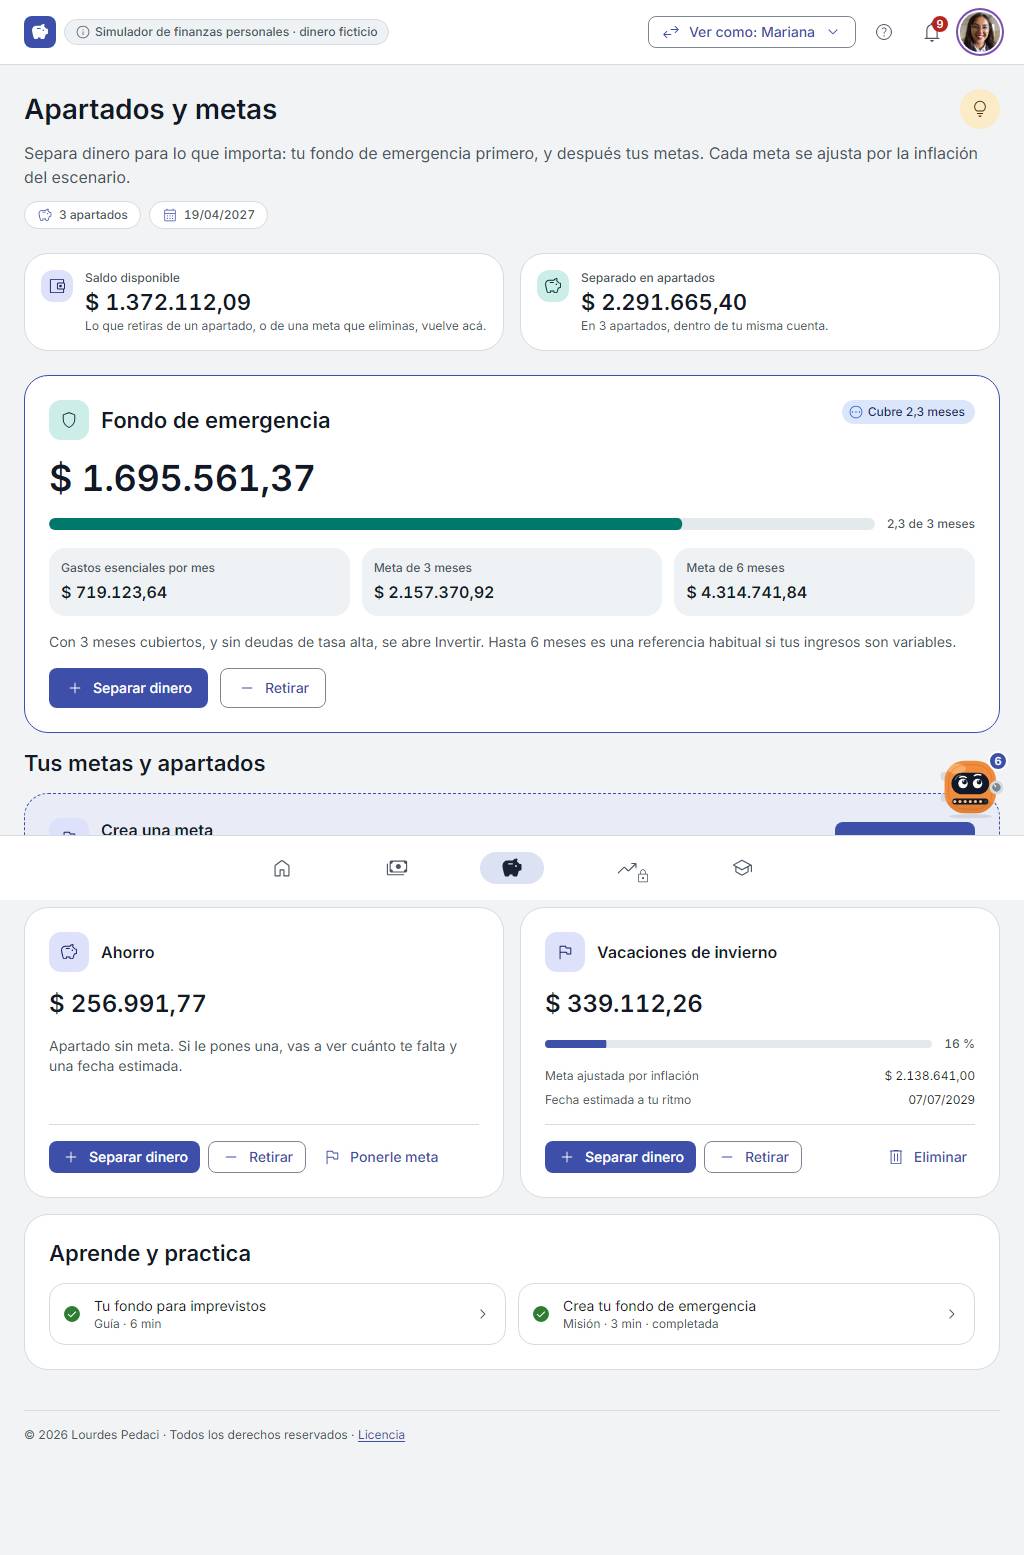 Simulador de finanzas personales · dinero ficticio
Ver como: Mariana
9
Apartados y metas
Separa dinero para lo que importa: tu fondo de emergencia primero, y después tus metas. Cada meta se ajusta por la inflación
del escenario.
3 apartados
19/04/2027
Saldo disponible
$ 1.372.112,09
Lo que retiras de un apartado, o de una meta que eliminas, vuelve acá.
Separado en apartados
$ 2.291.665,40
En 3 apartados, dentro de tu misma cuenta.
Fondo de emergencia
Cubre 2,3 meses
$ 1.695.561,37
2,3 de 3 meses
Gastos esenciales por mes
$ 719.123,64
Meta de 3 meses
$ 2.157.370,92
Meta de 6 meses
$ 4.314.741,84
Con 3 meses cubiertos, y sin deudas de tasa alta, se abre Invertir. Hasta 6 meses es una referencia habitual si tus ingresos son variables.
Separar dinero
Retirar
Tus metas y apartados
6
Crea una meta
Ahorro
$ 256.991,77
Apartado sin meta. Si le pones una, vas a ver cuánto te falta y
una fecha estimada.
Separar dinero
Retirar
Ponerle meta
Vacaciones de invierno
$ 339.112,26
16 %
Meta ajustada por inflación
$ 2.138.641,00
Fecha estimada a tu ritmo
07/07/2029
Separar dinero
Retirar
Eliminar
Aprende y practica
Tu fondo para imprevistos
Guía · 6 min
Crea tu fondo de emergencia
Misión · 3 min · completada
© 2026 Lourdes Pedaci · Todos los derechos reservados · Licencia